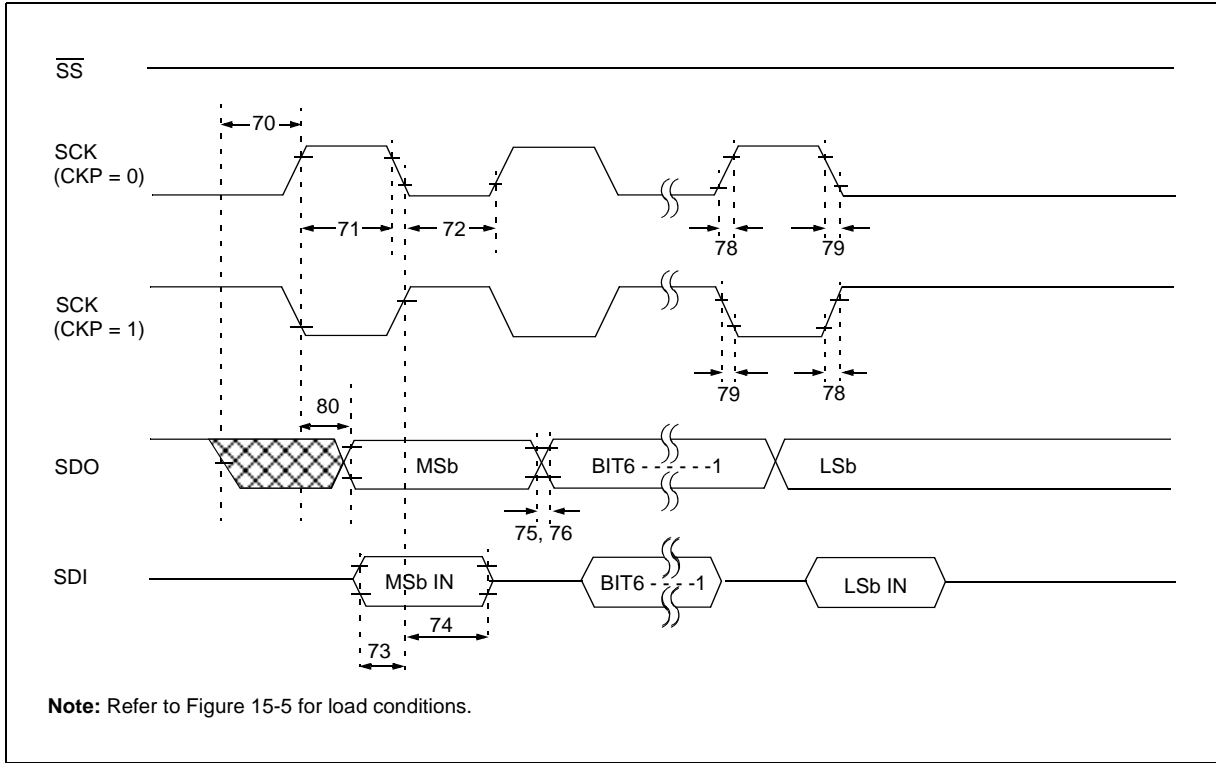 SS
70
SCK
(CKP = 0)
71
72
78
79
SCK
(CKP = 1)
79
78
80
SDO
MSb
BIT6 - - - - - -1
LSb
75, 76
SDI
MSb IN
BIT6 - - - - -1
LSb IN
74
73
Note: Refer to Figure 15-5 for load conditions.